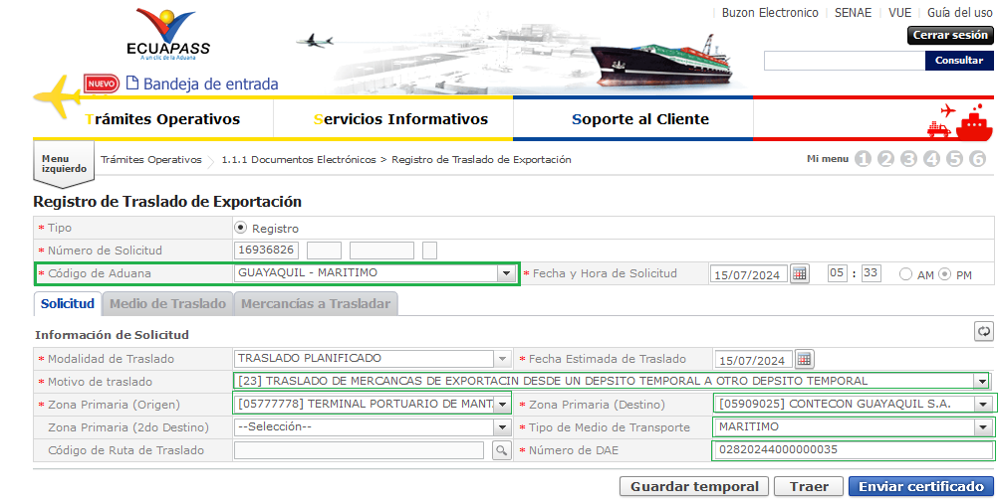 Buzon Electronico | SENAE | VUE | Guía del uso
Cerrar sesión
ECUAPASS
A un clic de la Aduana
Consultar
NUEVO Bandeja de entrada
Trámites Operativos Servicios Informativos Soporte al Cliente
Menu izquierdo
Trámites Operativos 1.1.1 Documentos Electrónicos > Registro de Traslado de Exportación Mi menu 1 2 3 4 5 6
Registro de Traslado de Exportación
* Tipo Registro
* Número de Solicitud 16936826
* Código de Aduana GUAYAQUIL - MARITIMO * Fecha y Hora de Solicitud 15/07/2024 05 : 33 AM PM
Solicitud Medio de Traslado Mercancías a Trasladar
Información de Solicitud
* Modalidad de Traslado TRASLADO PLANIFICADO * Fecha Estimada de Traslado 15/07/2024
* Motivo de traslado [23] TRASLADO DE MERCANCAS DE EXPORTACIN DESDE UN DEPSITO TEMPORAL A OTRO DEPSITO TEMPORAL
* Zona Primaria (Origen) [05777778] TERMINAL PORTUARIO DE MANT * Zona Primaria (Destino) [05909025] CONTECON GUAYAQUIL S.A.
Zona Primaria (2do Destino) --Selección-- * Tipo de Medio de Transporte MARITIMO
Código de Ruta de Traslado * Número de DAE 02820244000000035
Guardar temporal Traer Enviar certificado